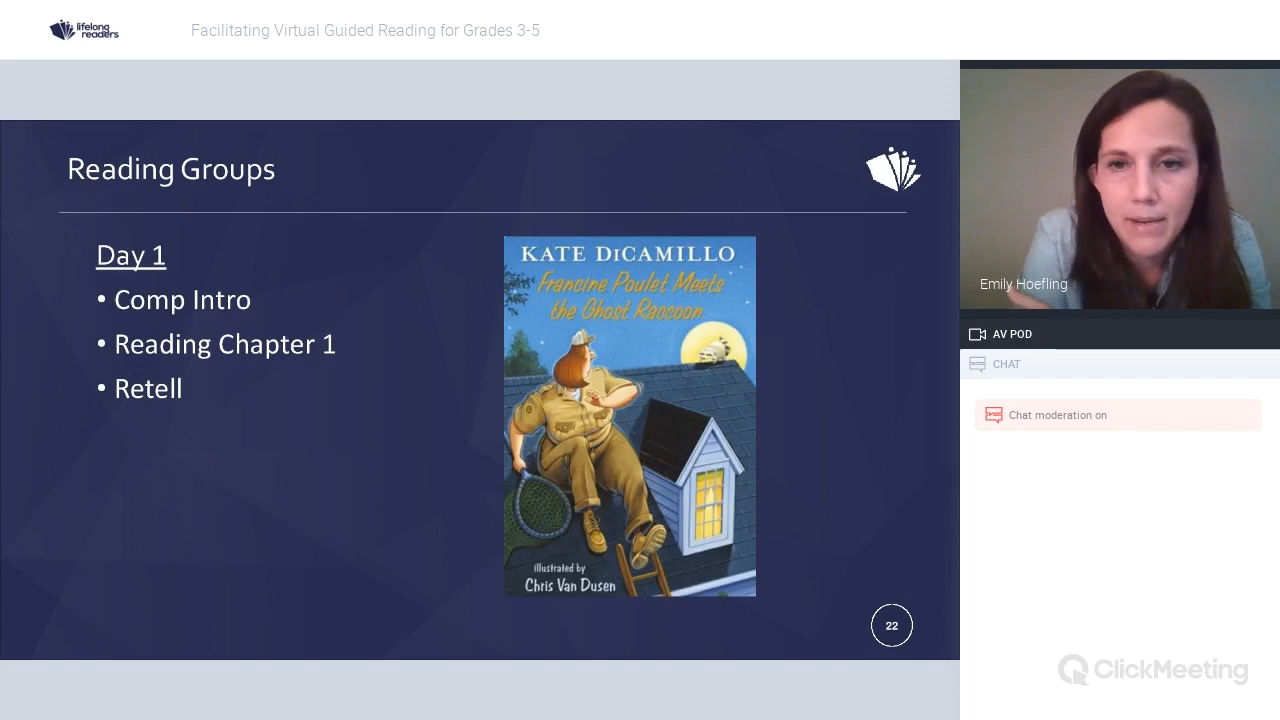 lifelong
readers
Facilitating Virtual Guided Reading for Grades 3-5
Reading Groups
Day 1
• Comp Intro
• Reading Chapter 1
• Retell
KATE DiCAMILLO
Francine Poulet Meets
the Ghost Raccoon
illustrated by
Chris Van Dusen
22
Emily Hoefling
AV POD
CHAT
Chat moderation on
ClickMeeting